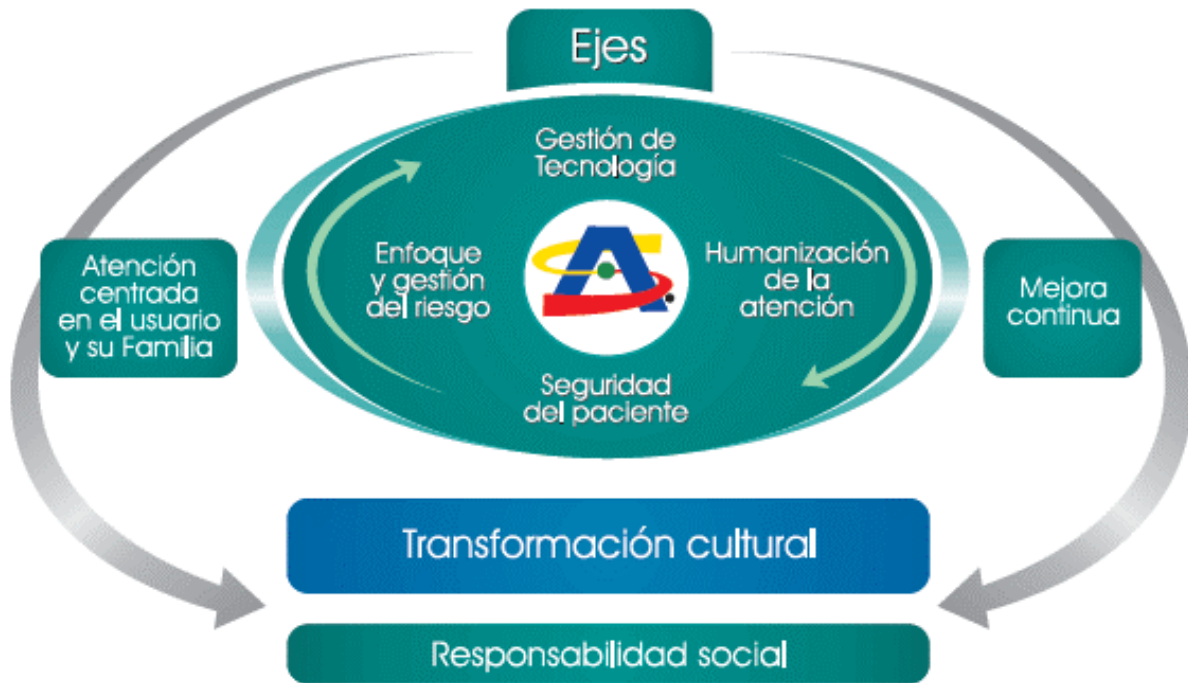 Ejes
Gestión de
Tecnología
Enfoque
y gestión
del riesgo
Humanización
de la
atención
Seguridad
del paciente
Atención
centrada
en el usuario
y su Familia
Mejora
continua
Transformación cultural
Responsabilidad social